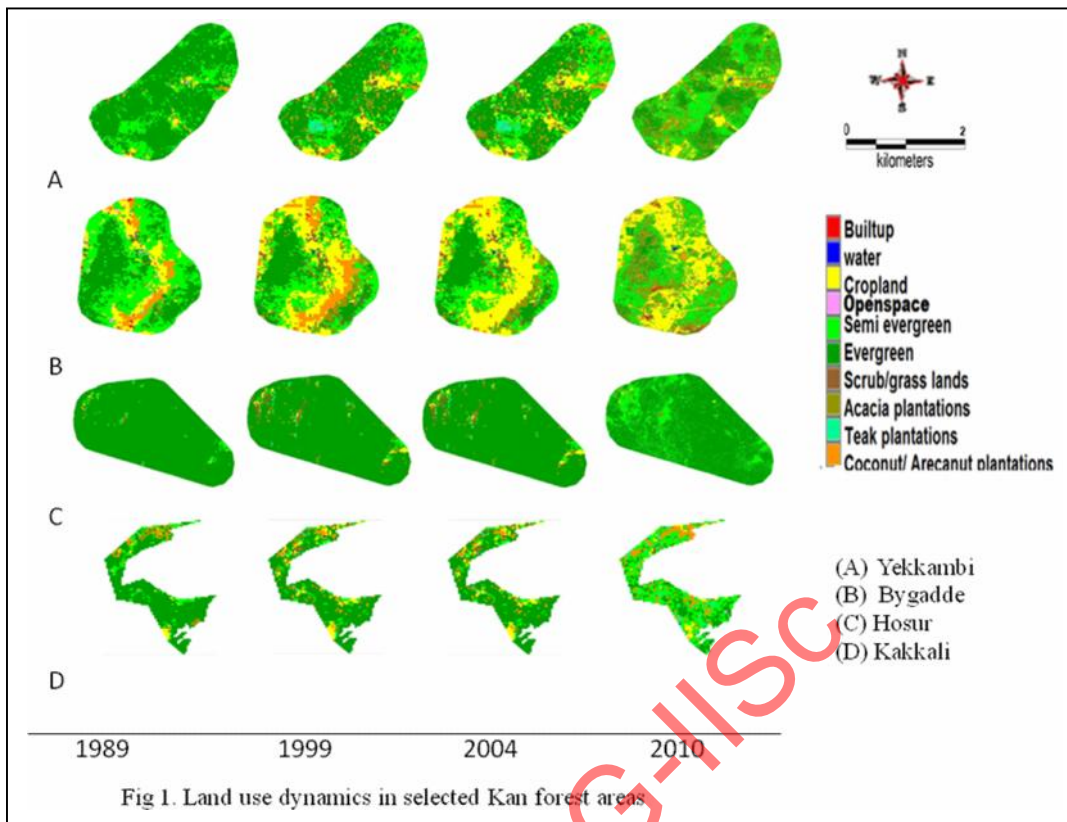 N
W E
S
0 2
kilometers
A
Builtup
water
Cropland
Openspace
Semi evergreen
Evergreen
Scrub/grass lands
Acacia plantations
Teak plantations
Coconut/ Arecanut plantations
B
C
(A) Yekkambi
(B) Bygadde
(C) Hosur
(D) Kakkali
D
1989 1999 2004 2010
Fig 1. Land use dynamics in selected Kan forest areas
G-IISc